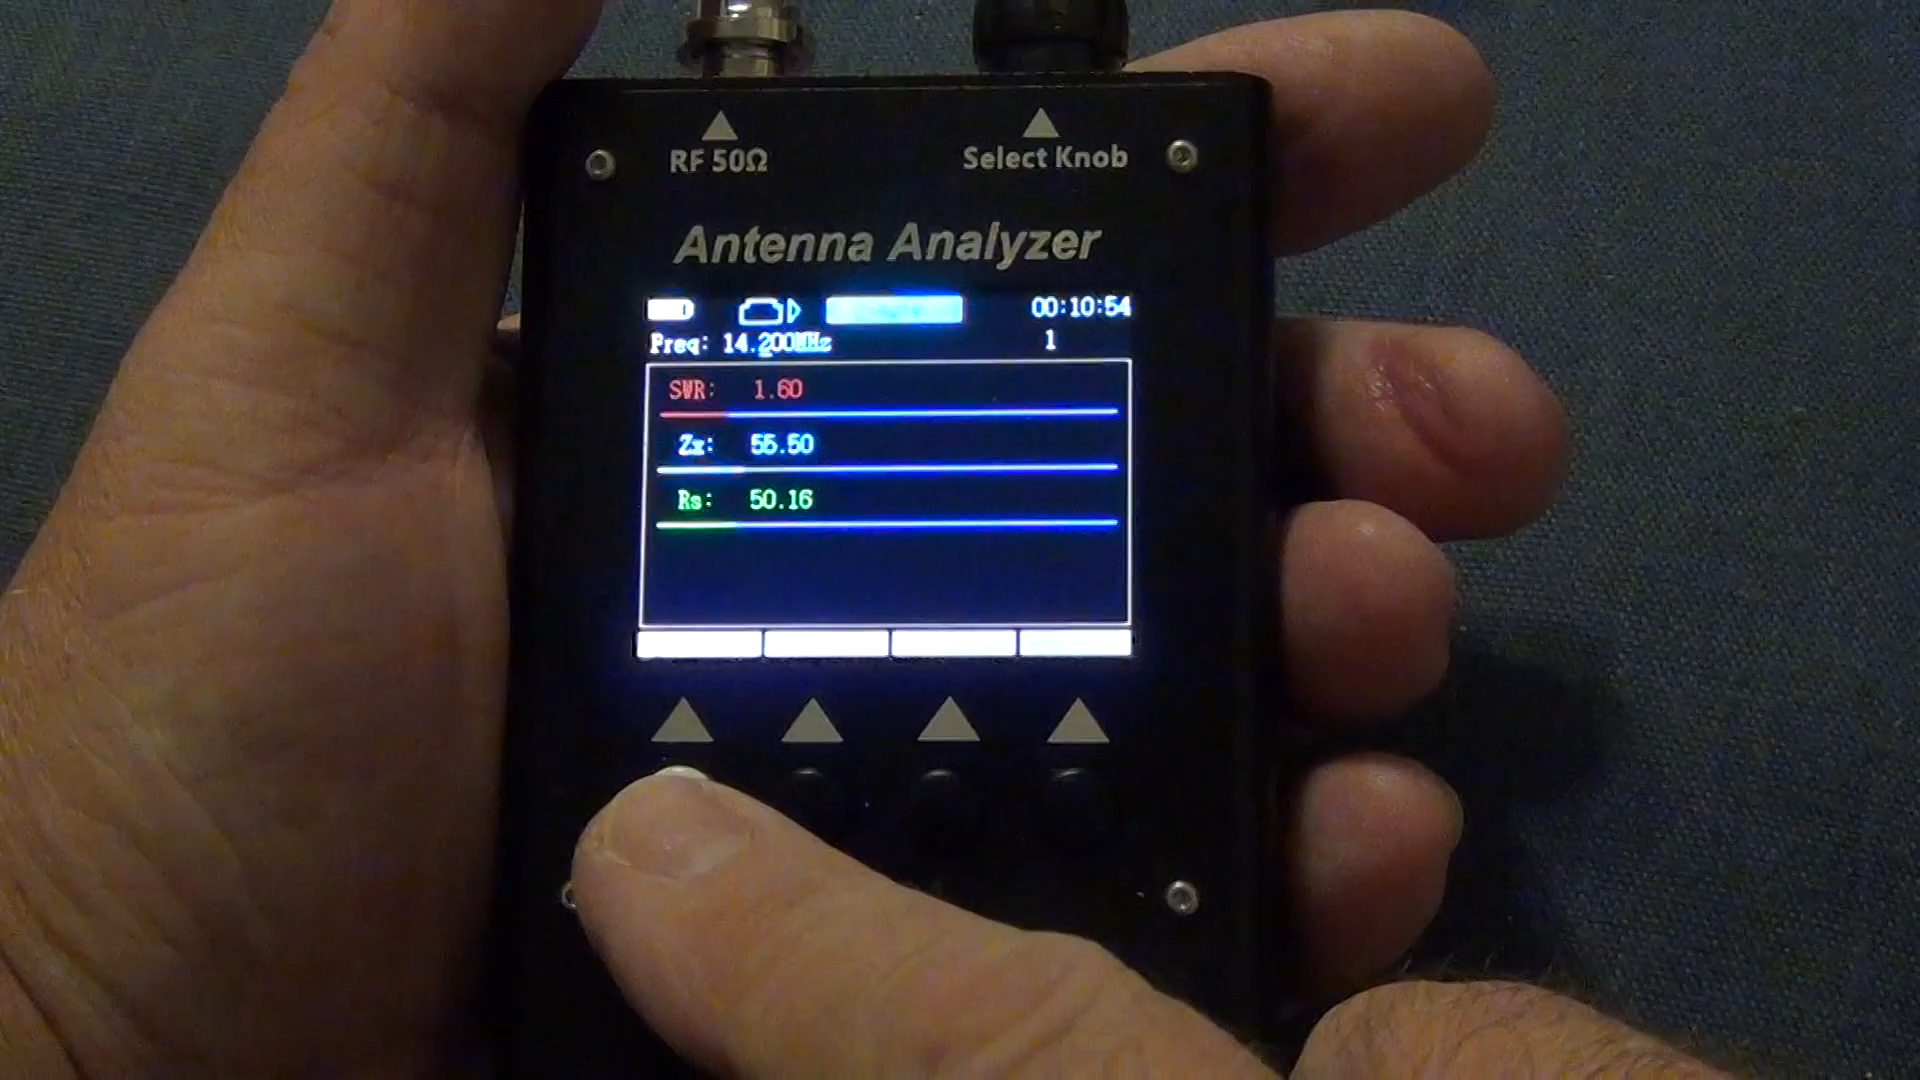 RF 50Ω
Select Knob
Antenna Analyzer
00:10:54
Freq: 14.200MHz 1
SWR: 1.60
Zx: 55.50
Rs: 50.16